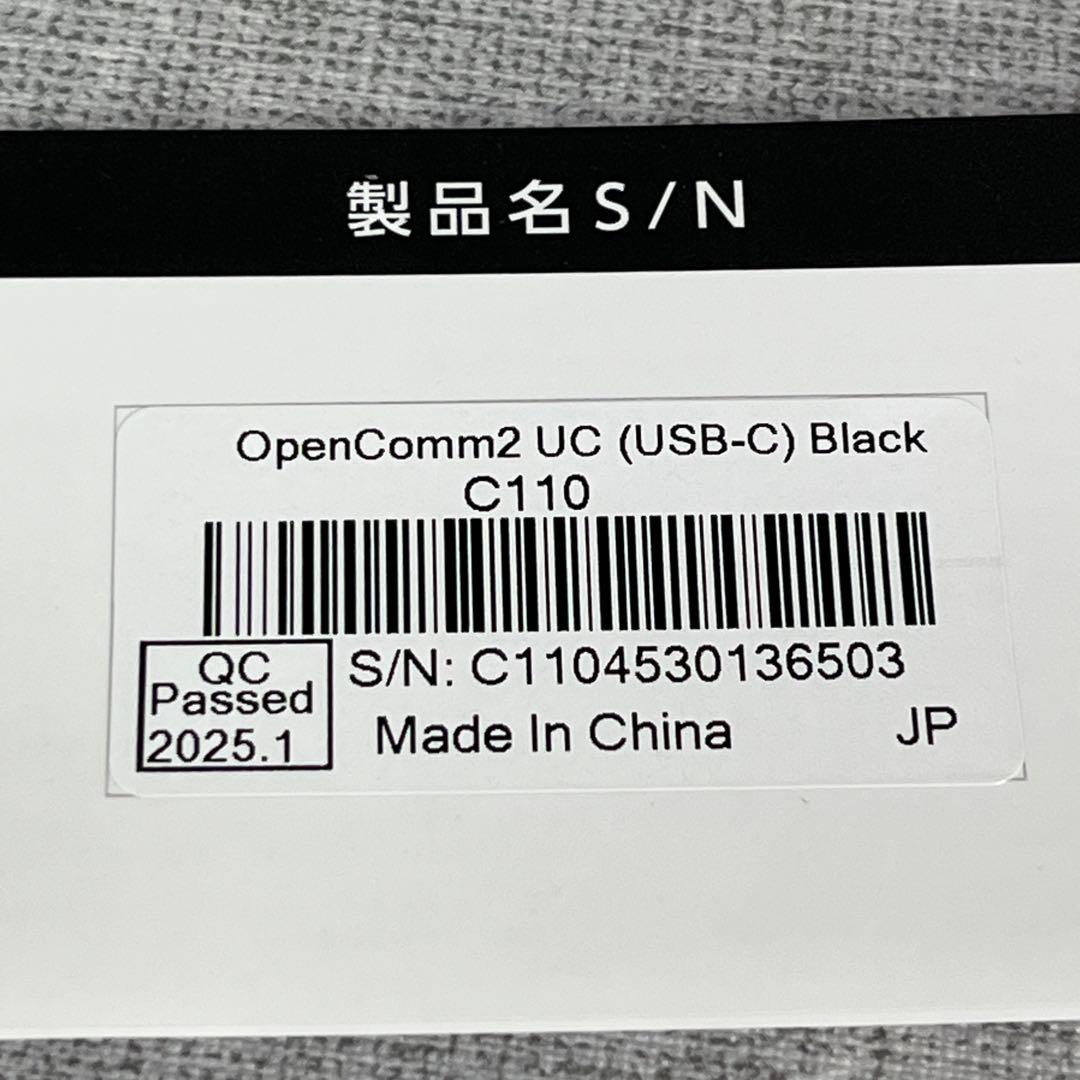 製品名S/N
OpenComm2 UC (USB-C) Black
C110
QC
Passed
2025.1
S/N: C1104530136503
Made In China
JP